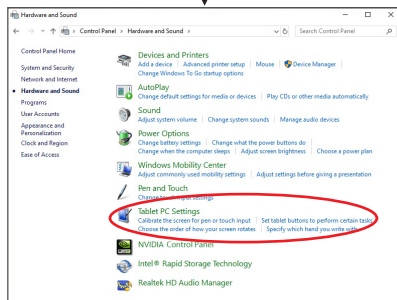 Hardware and Sound
Control Panel > Hardware and Sound >
Search Control Panel
Control Panel Home
System and Security
Network and Internet
Hardware and Sound
Programs
User Accounts
Appearance and
Personalization
Clock and Region
Ease of Access
Devices and Printers
Add a device | Advanced printer setup | Mouse | Device Manager |
Change Windows To Go startup options
AutoPlay
Change default settings for media or devices | Play CDs or other media automatically
Sound
Adjust system volume | Change system sounds | Manage audio devices
Power Options
Change battery settings | Change what the power buttons do |
Change when the computer sleeps | Adjust screen brightness | Choose a power plan
Windows Mobility Center
Adjust commonly used mobility settings | Adjust settings before giving a presentation
Pen and Touch
Change touch input settings
Tablet PC Settings
Calibrate the screen for pen or touch input | Set tablet buttons to perform certain tasks
Choose the order of how your screen rotates | Specify which hand you write with
NVIDIA Control Panel
Intel® Rapid Storage Technology
Realtek HD Audio Manager